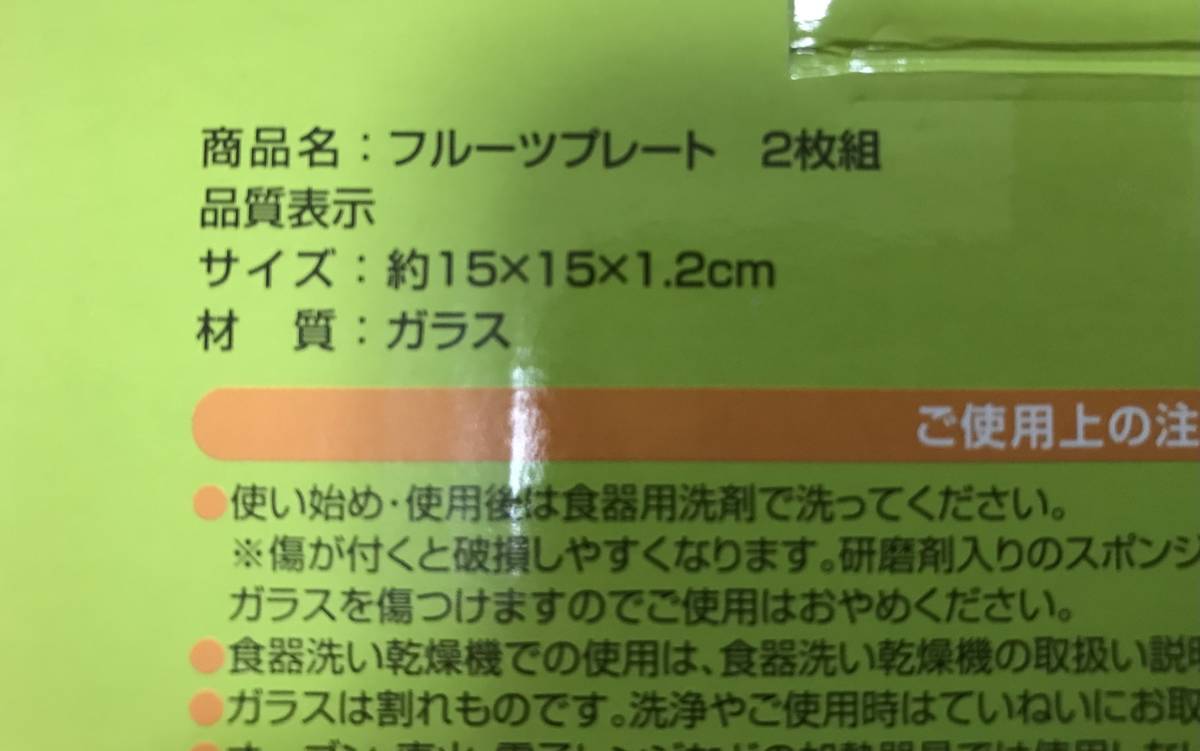 商品名：フルーツプレート　2枚組
品質表示
サイズ：約15×15×1.2cm
材　質：ガラス
ご使用上の注
●使い始め・使用後は食器用洗剤で洗ってください。
※傷が付くと破損しやすくなります。研磨剤入りのスポンジ
ガラスを傷つけますのでご使用はおやめください。
●食器洗い乾燥機での使用は、食器洗い乾燥機の取扱い説明
●ガラスは割れものです。洗浄やご使用時はていねいにお取